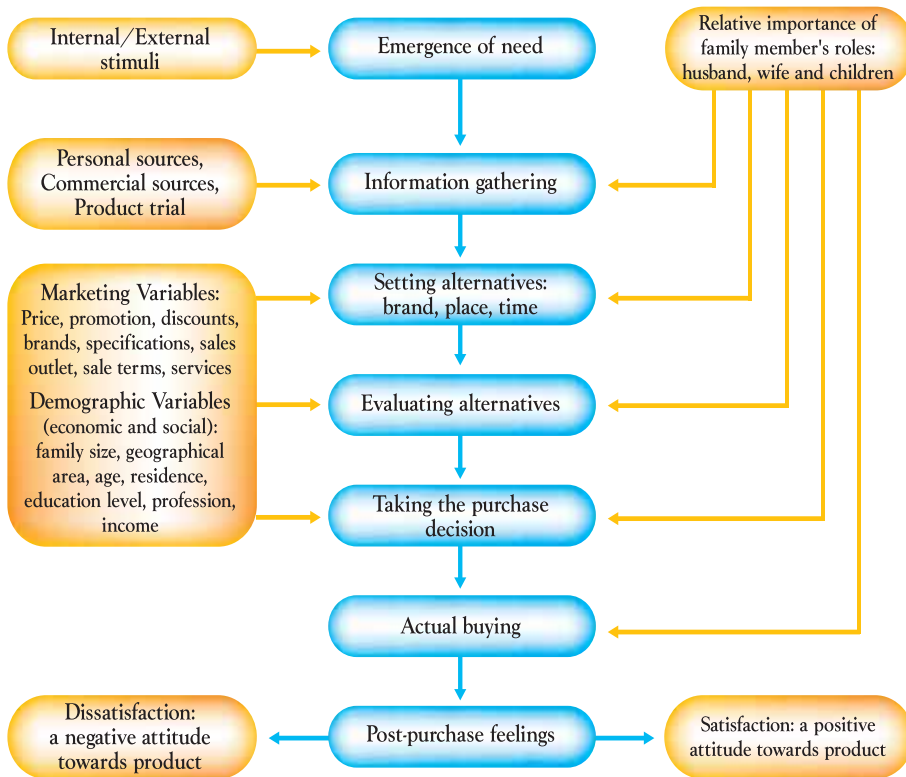 Internal/External
stimuli
Emergence of need
Relative importance of
family member's roles:
husband, wife and children
Personal sources,
Commercial sources,
Product trial
Information gathering
Marketing Variables:
Price, promotion, discounts,
brands, specifications, sales
outlet, sale terms, services
Demographic Variables
(economic and social):
family size, geographical
area, age, residence,
education level, profession,
income
Setting alternatives:
brand, place, time
Evaluating alternatives
Taking the purchase
decision
Actual buying
Dissatisfaction:
a negative attitude
towards product
Post-purchase feelings
Satisfaction: a positive
attitude towards product